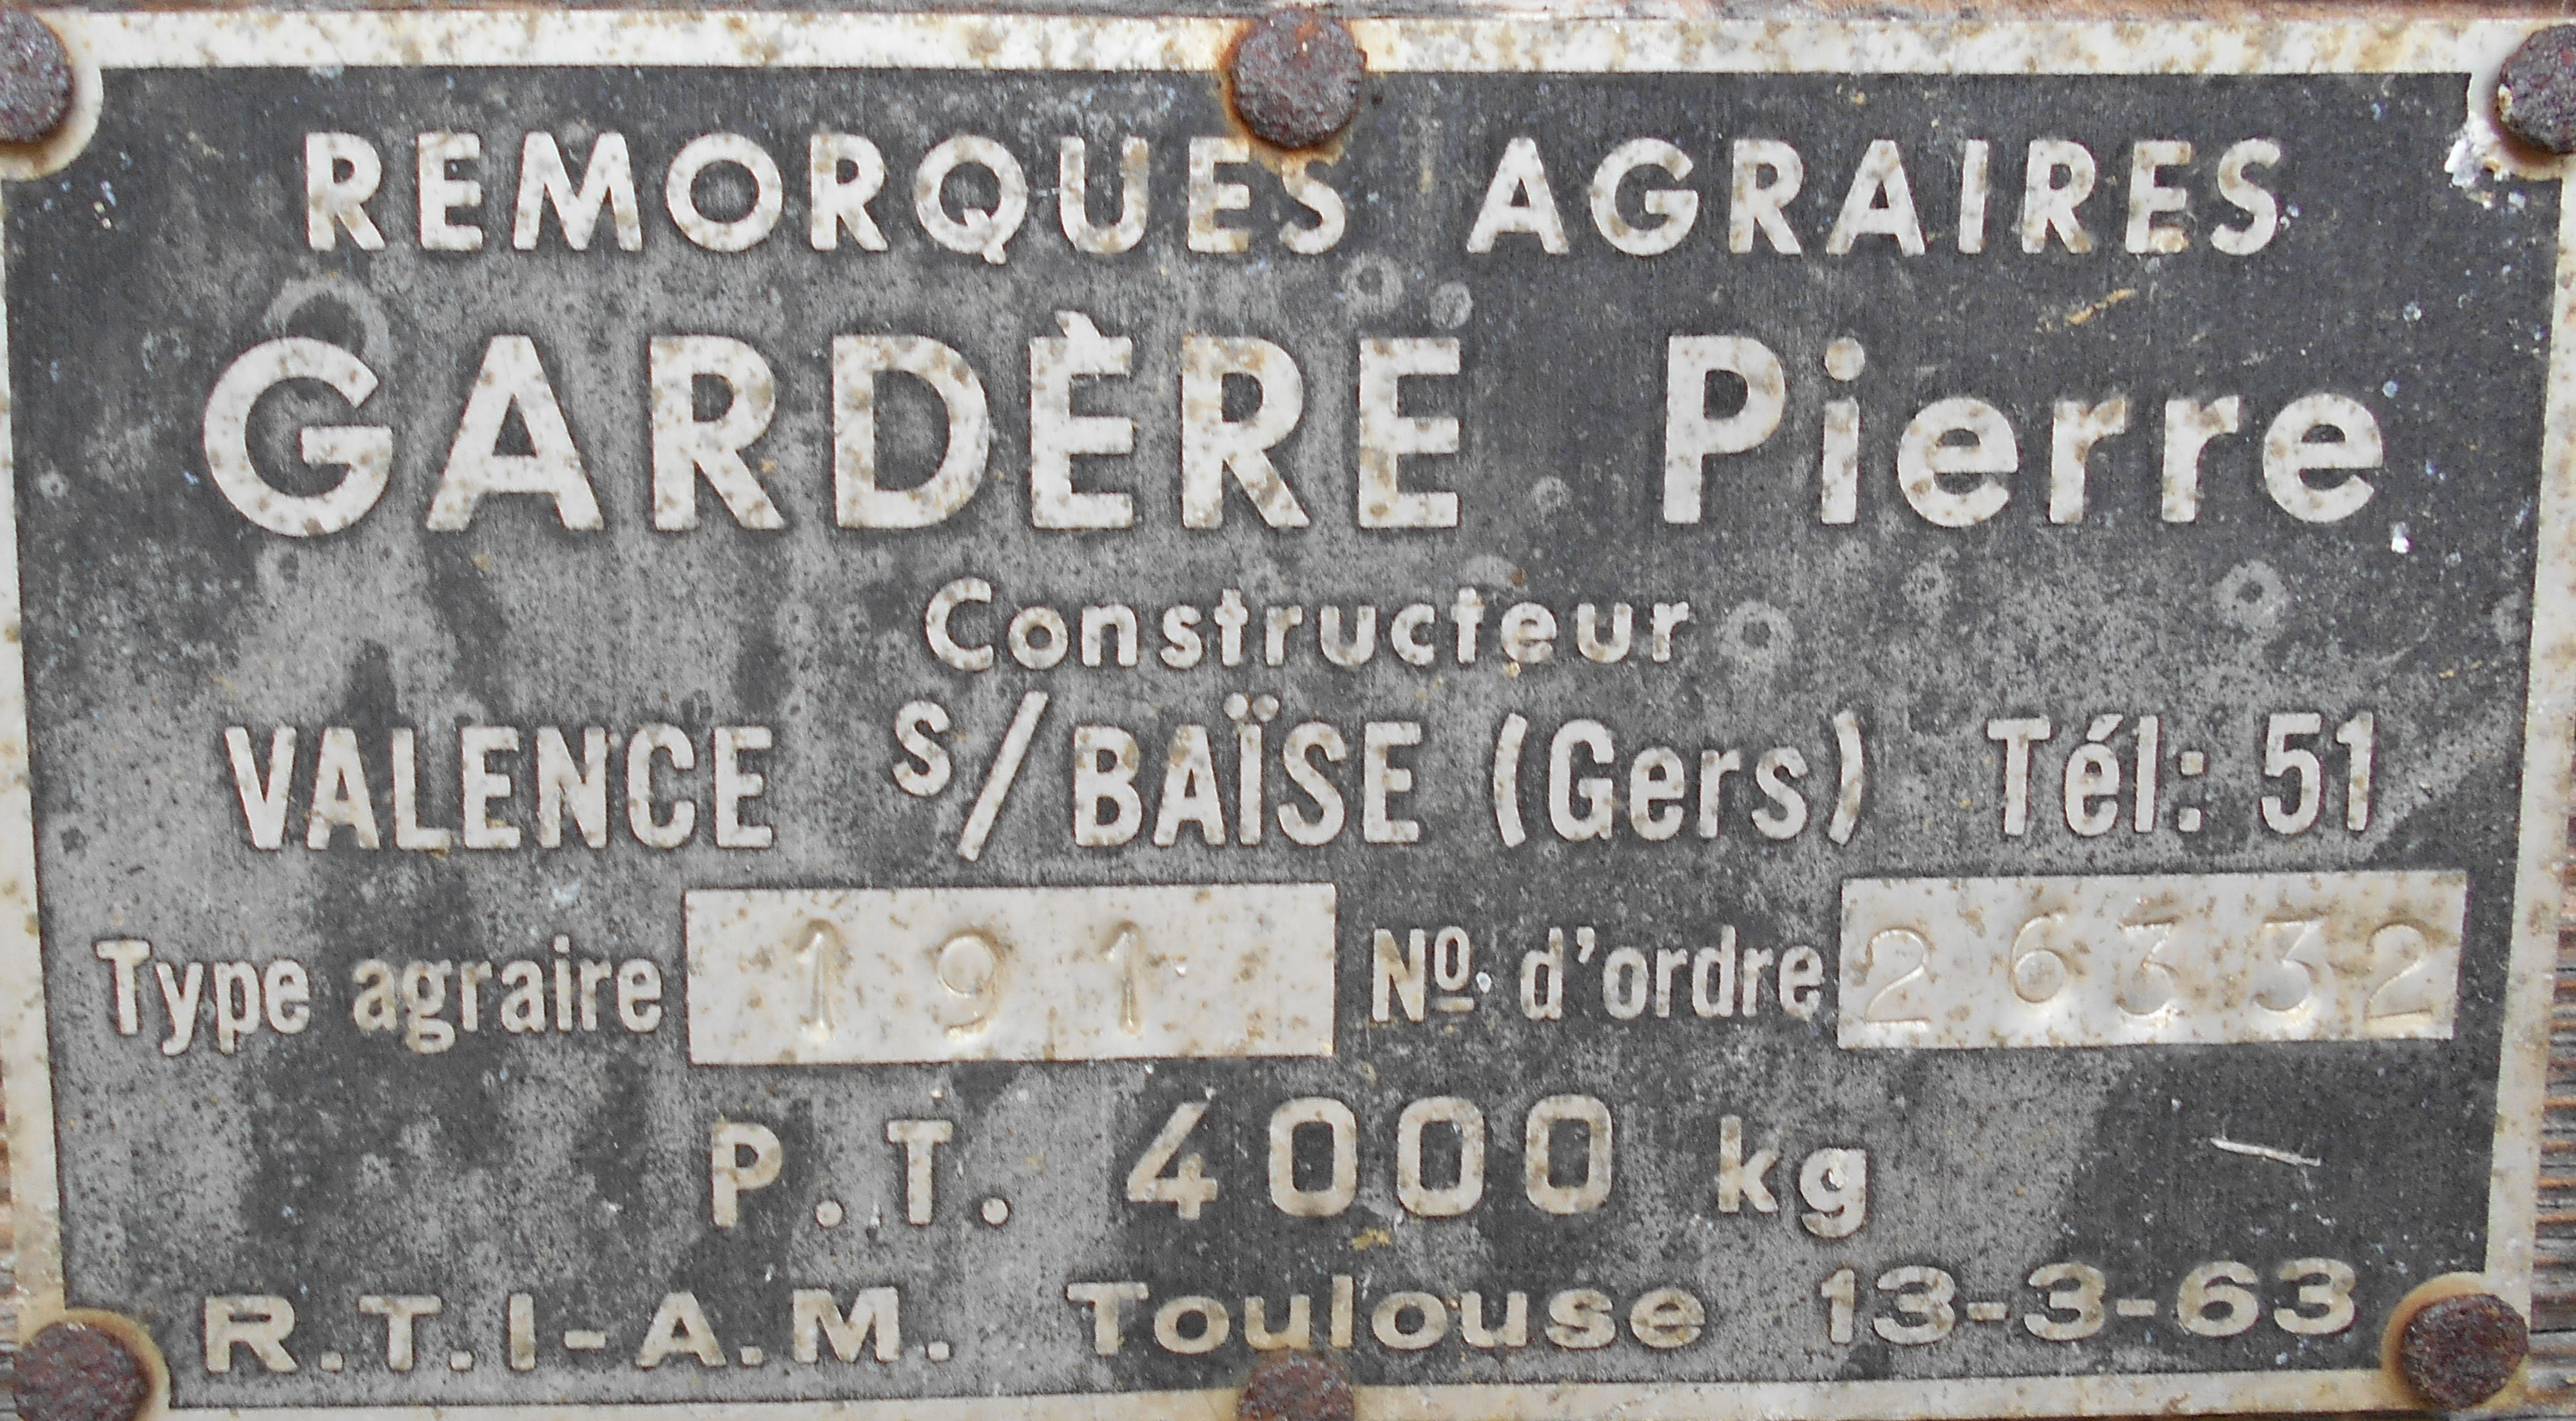 REMORQUES AGRAIRES
GARDÈRE Pierre
Constructeur
VALENCE s/BAÏSE (Gers) Tél: 51
Type agraire 191 Nº d'ordre 26332
P.T. 4000 kg
R.T.I-A.M. Toulouse 13-3-63